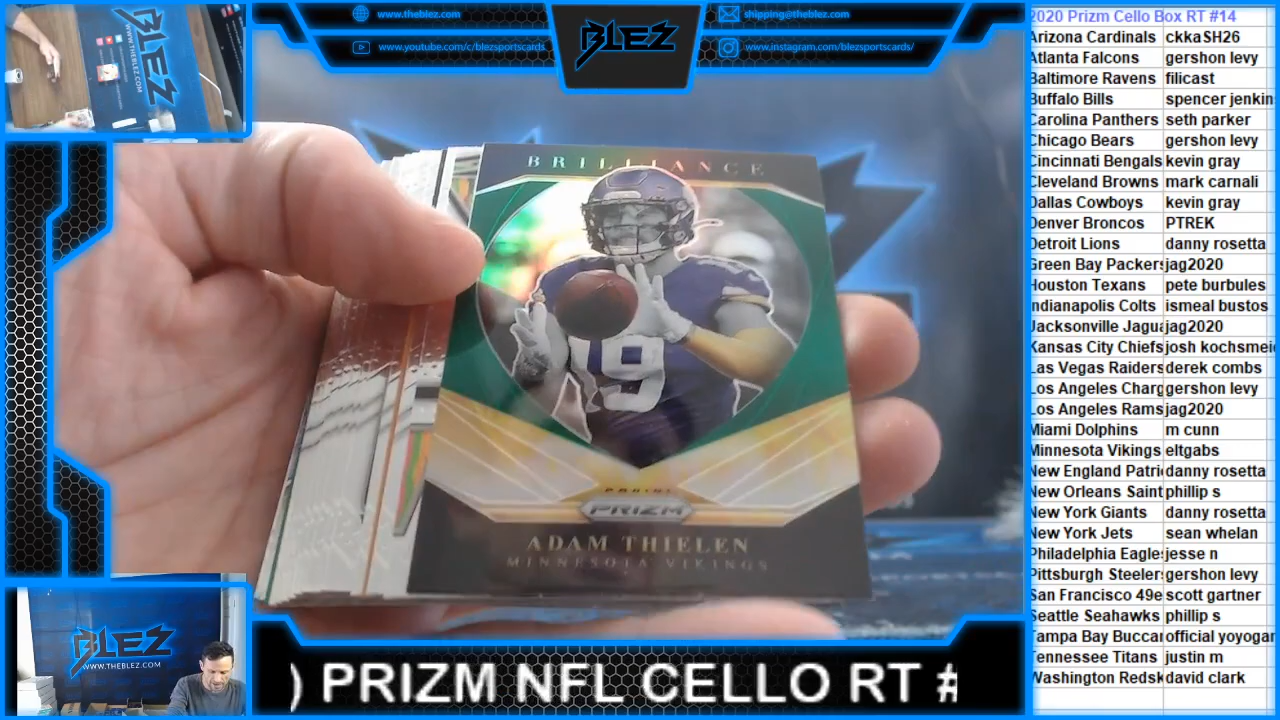 www.theblez.com
shipping@theblez.com
www.youtube.com/c/blezsportscards
www.instagram.com/blezsportscards/
BLEZ
BLEZ
WWW.THEBLEZ.COM
BRILLIANCE
19
PANINI
PRIZM
ADAM THIELEN
MINNESOTA VIKINGS
BLEZ
WWW.THEBLEZ.COM
) PRIZM NFL CELLO RT #
2020 Prizm Cello Box RT #14
Arizona Cardinals ckkaSH26
Atlanta Falcons gershon levy
Baltimore Ravens filicast
Buffalo Bills spencer jenkin
Carolina Panthers seth parker
Chicago Bears gershon levy
Cincinnati Bengals kevin gray
Cleveland Browns mark carnali
Dallas Cowboys kevin gray
Denver Broncos PTREK
Detroit Lions danny rosetta
Green Bay Packers jag2020
Houston Texans pete burbules
Indianapolis Colts ismeal bustos
Jacksonville Jagua jag2020
Kansas City Chiefs josh kochsmei
Las Vegas Raiders derek combs
Los Angeles Charg gershon levy
Los Angeles Rams jag2020
Miami Dolphins m cunn
Minnesota Vikings eltgabs
New England Patri danny rosetta
New Orleans Saint phillip s
New York Giants danny rosetta
New York Jets sean whelan
Philadelphia Eagle jesse n
Pittsburgh Steelers gershon levy
San Francisco 49e scott gartner
Seattle Seahawks phillip s
Tampa Bay Buccan official yoyogar
Tennessee Titans justin m
Washington Redsk david clark